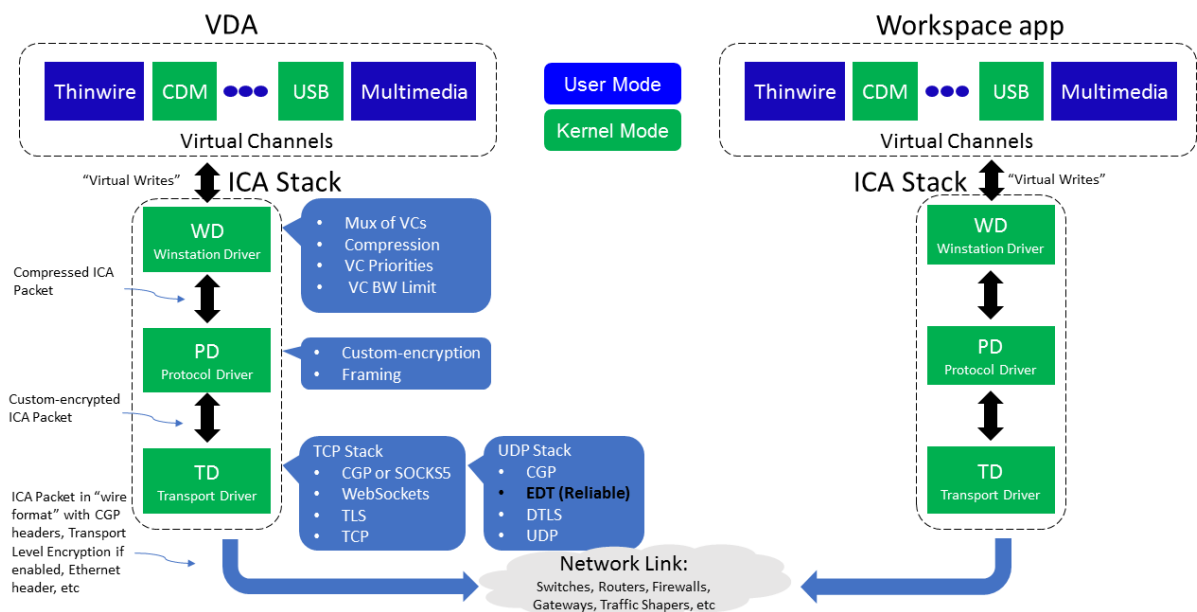 VDA
Thinwire
CDM
USB
Multimedia
Virtual Channels
User Mode
Kernel Mode
Workspace app
Thinwire
CDM
USB
Multimedia
Virtual Channels
“Virtual Writes”
ICA Stack
WD
Winstation Driver
• Mux of VCs
• Compression
• VC Priorities
• VC BW Limit
Compressed ICA
Packet
PD
Protocol Driver
• Custom-encryption
• Framing
Custom-encrypted
ICA Packet
TD
Transport Driver
TCP Stack
• CGP or SOCKS5
• WebSockets
• TLS
• TCP
UDP Stack
• CGP
• EDT (Reliable)
• DTLS
• UDP
ICA Packet in “wire
format” with CGP
headers, Transport
Level Encryption if
enabled, Ethernet
header, etc
Network Link:
Switches, Routers, Firewalls,
Gateways, Traffic Shapers, etc
ICA Stack
“Virtual Writes”
WD
Winstation Driver
PD
Protocol Driver
TD
Transport Driver